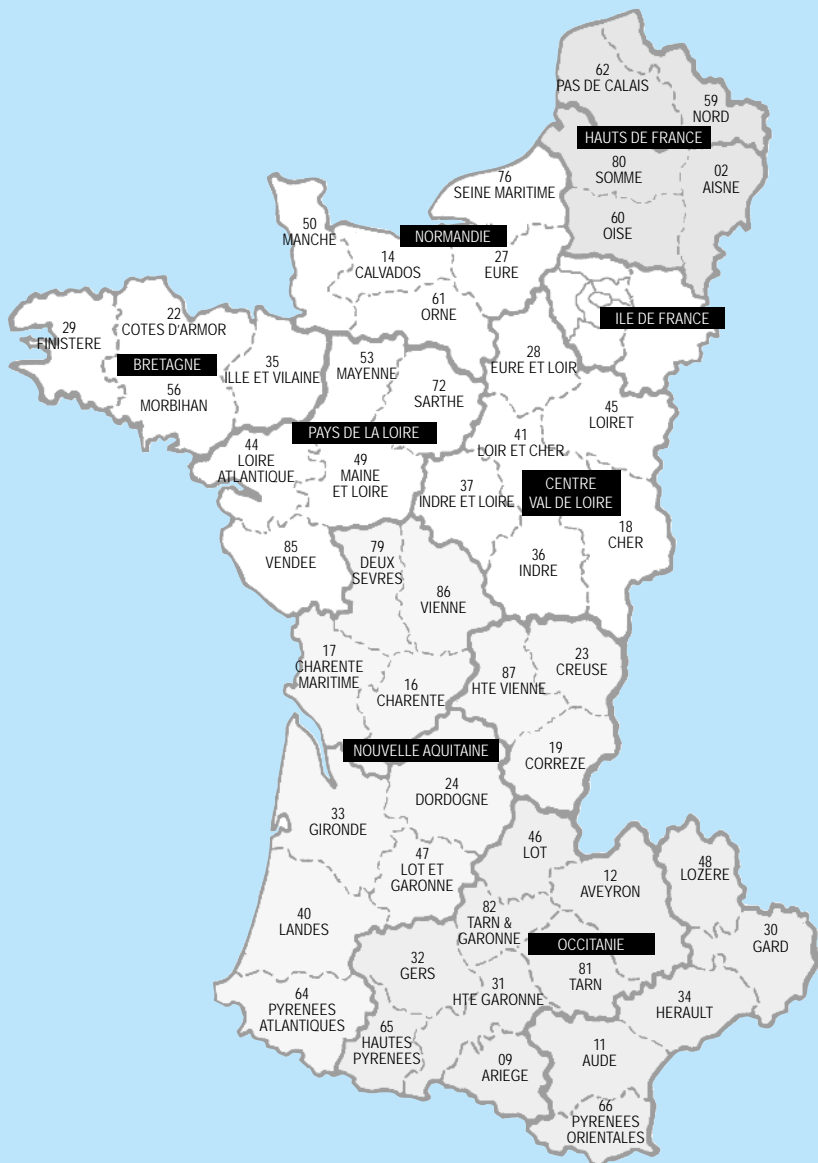 62
PAS DE CALAIS
59
NORD
HAUTS DE FRANCE
80
SOMME
02
AISNE
60
OISE
76
SEINE MARITIME
50
MANCHE
NORMANDIE
14
CALVADOS
27
EURE
61
ORNE
ILE DE FRANCE
22
COTES D'ARMOR
29
FINISTERE
BRETAGNE
35
ILLE ET VILAINE
56
MORBIHAN
53
MAYENNE
72
SARTHE
PAYS DE LA LOIRE
44
LOIRE
ATLANTIQUE
49
MAINE
ET LOIRE
85
VENDEE
28
EURE ET LOIR
45
LOIRET
41
LOIR ET CHER
37
INDRE ET LOIRE
CENTRE
VAL DE LOIRE
18
CHER
36
INDRE
79
DEUX
SEVRES
86
VIENNE
17
CHARENTE
MARITIME
16
CHARENTE
87
HTE VIENNE
23
CREUSE
19
CORREZE
NOUVELLE AQUITAINE
24
DORDOGNE
33
GIRONDE
47
LOT ET
GARONNE
40
LANDES
64
PYRENEES
ATLANTIQUES
46
LOT
12
AVEYRON
48
LOZERE
82
TARN &
GARONNE
OCCITANIE
30
GARD
32
GERS
81
TARN
31
HTE GARONNE
34
HERAULT
65
HAUTES
PYRENEES
09
ARIEGE
11
AUDE
66
PYRENEES
ORIENTALES